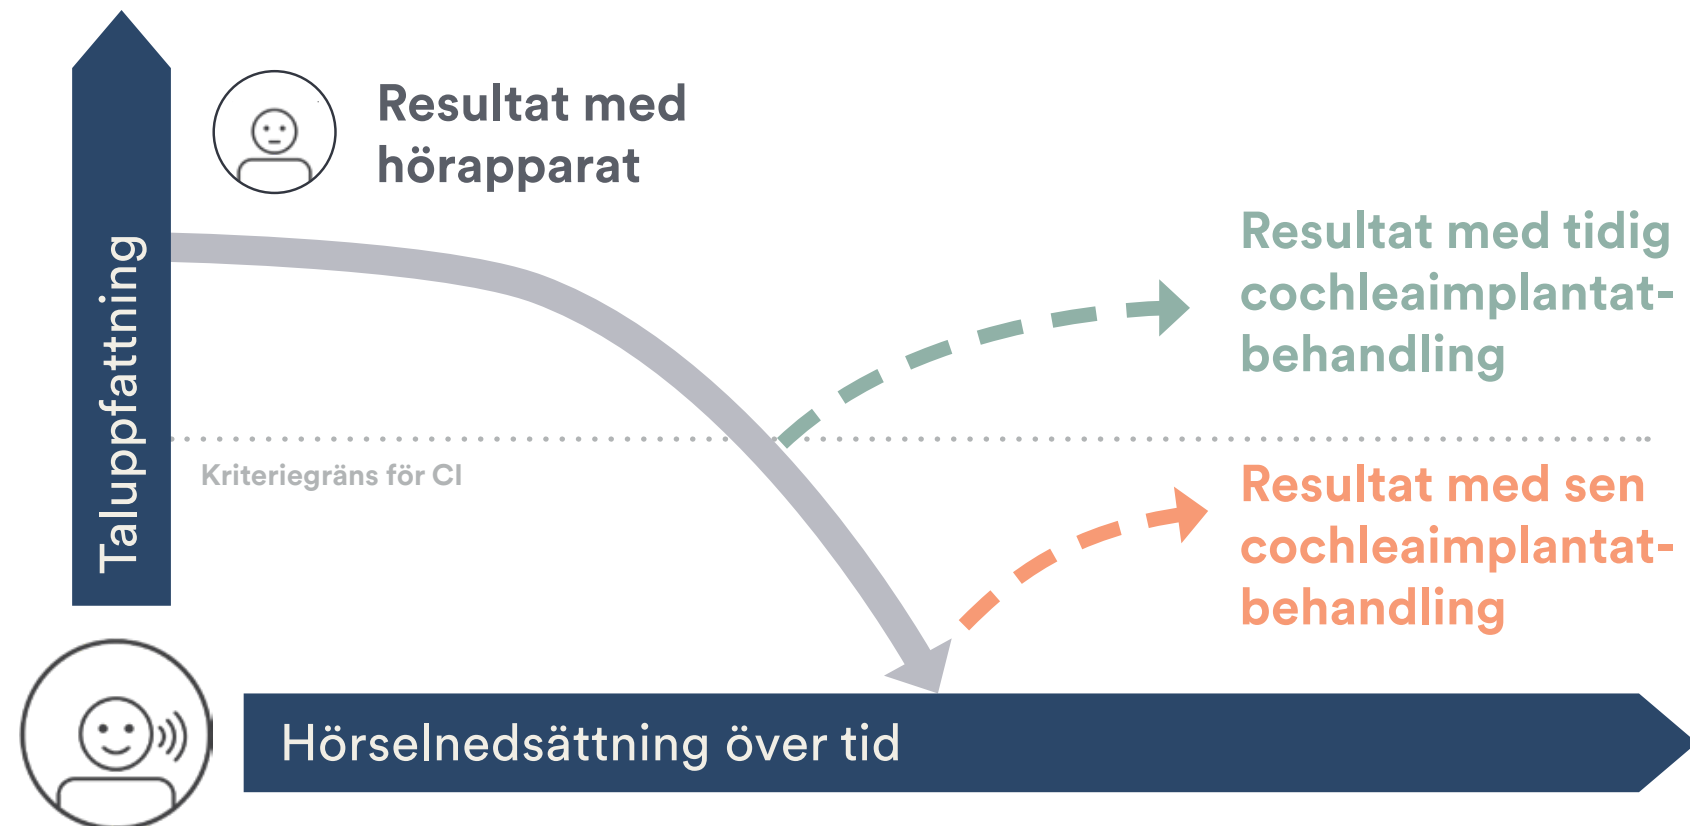 Resultat med
hörapparat
Taluppfattning
Resultat med tidig
cochleaimplantat-
behandling
Kriteriegräns för CI
Resultat med sen
cochleaimplantat-
behandling
Hörselnedsättning över tid